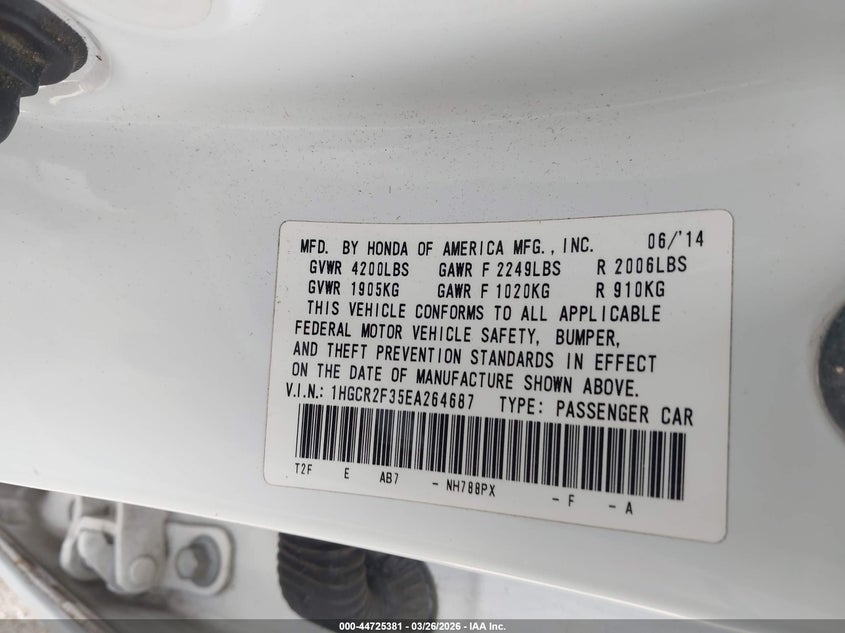 MFD. BY HONDA OF AMERICA MFG., INC. 06/'14
GVWR 4200LBS GAWR F 2249LBS R 2006LBS
GVWR 1905KG GAWR F 1020KG R 910KG
THIS VEHICLE CONFORMS TO ALL APPLICABLE
FEDERAL MOTOR VEHICLE SAFETY, BUMPER,
AND THEFT PREVENTION STANDARDS IN EFFECT
ON THE DATE OF MANUFACTURE SHOWN ABOVE.
V.I.N.: 1HGCR2F35EA264687 TYPE: PASSENGER CAR
T2F E AB7 - NH788PX - F - A
000-44725381 - 03/26/2026 - IAA Inc.